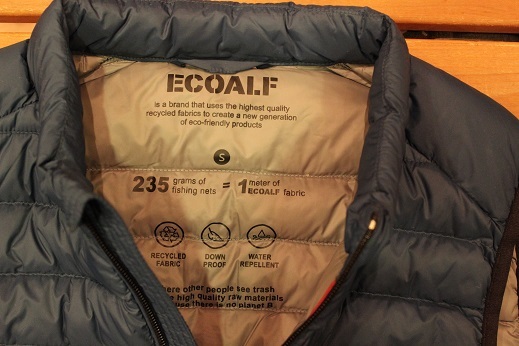 ECOALF
is a brand that uses the highest quality
recycled fabrics to create a new generation
of eco-friendly products
S
235 grams of fishing nets = 1 meter of ECOALF fabric
RECYCLED FABRIC
DOWN PROOF
WATER REPELLENT
here other people see trash
high quality raw materials
use there is no planet B